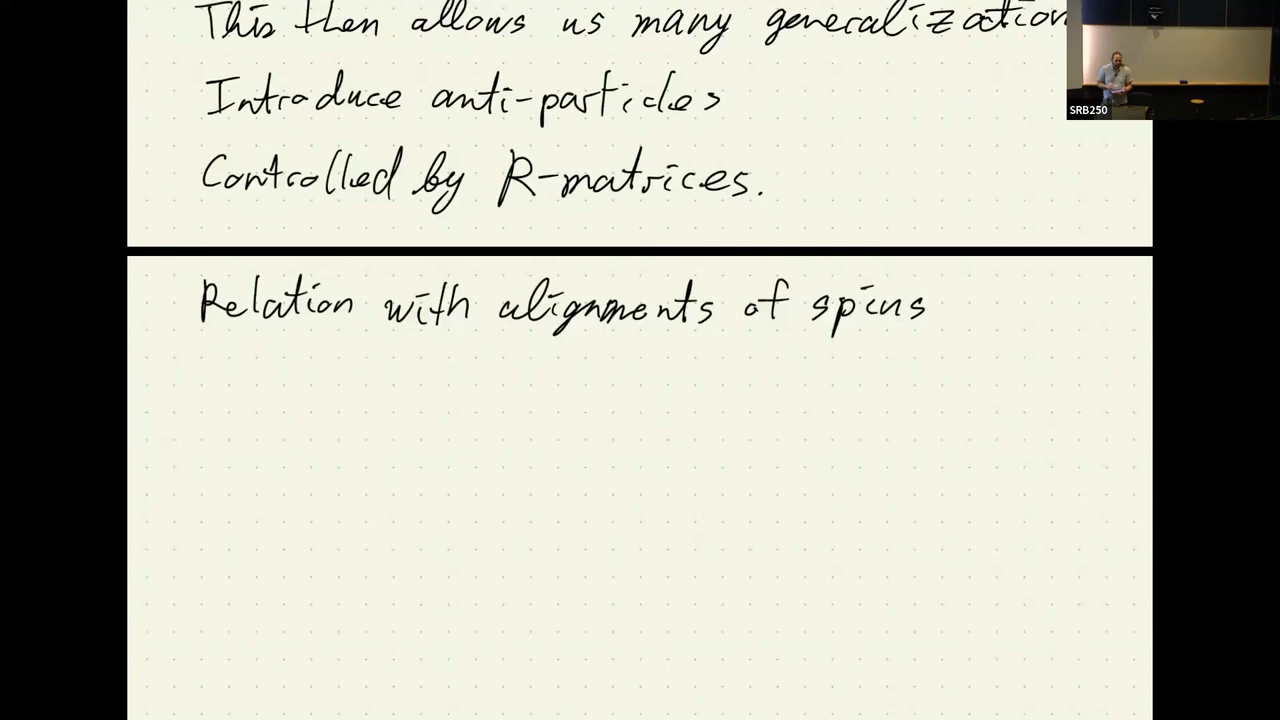 This then allows us many generalization
Introduce anti-particles
Controlled by R-matrices.
Relation with alignments of spins
SRB250